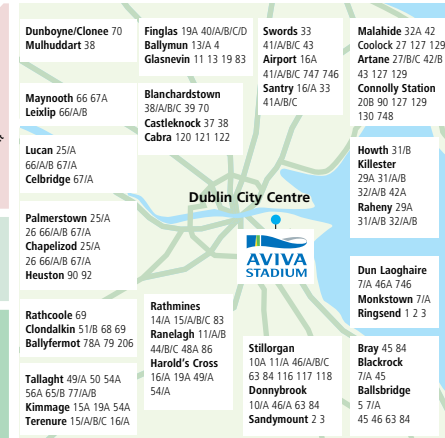 Dunboyne/Clonee 70
Mulhuddart 38
Finglas 19A 40/A/B/C/D
Ballymun 13/A 4
Glasnevin 11 13 19 83
Swords 33
41/A/B/C 43
Airport 16A
41/A/B/C 747 746
Santry 16/A 33
41A/B/C
Malahide 32A 42
Coolock 27 127 129
Artane 27/B/C 42/B
43 127 129
Connolly Station
20B 90 127 129
130 748
Maynooth 66 67A
Leixlip 66/A/B
Blanchardstown
38/A/B/C 39 70
Castleknock 37 38
Cabra 120 121 122
Lucan 25/A
66/A/B 67/A
Celbridge 67/A
Howth 31/B
Killester
29A 31/A/B
32/A/B 42A
Raheny 29A
31/A/B 32/A/B
Dublin City Centre
AVIVA
STADIUM
Palmerstown 25/A
26 66/A/B 67/A
Chapelizod 25/A
26 66/A/B 67/A
Heuston 90 92
Dun Laoghaire
7/A 46A 746
Monkstown 7/A
Ringsend 1 2 3
Rathcoole 69
Clondalkin 51/B 68 69
Ballyfermot 78A 79 206
Rathmines
14/A 15/A/B/C 83
Ranelagh 11/A/B
44/B/C 48A 86
Harold's Cross
16/A 19A 49/A
54/A
Stillorgan
10A 11/A 46/A/B/C
63 84 116 117 118
Donnybrook
10/A 46/A 63 84
Sandymount 2 3
Bray 45 84
Blackrock
7/A 45
Ballsbridge
5 7/A
45 46 63 84
Tallaght 49/A 50 54A
56A 65/B 77/A/B
Kimmage 15A 19A 54A
Terenure 15/A/B/C 16/A